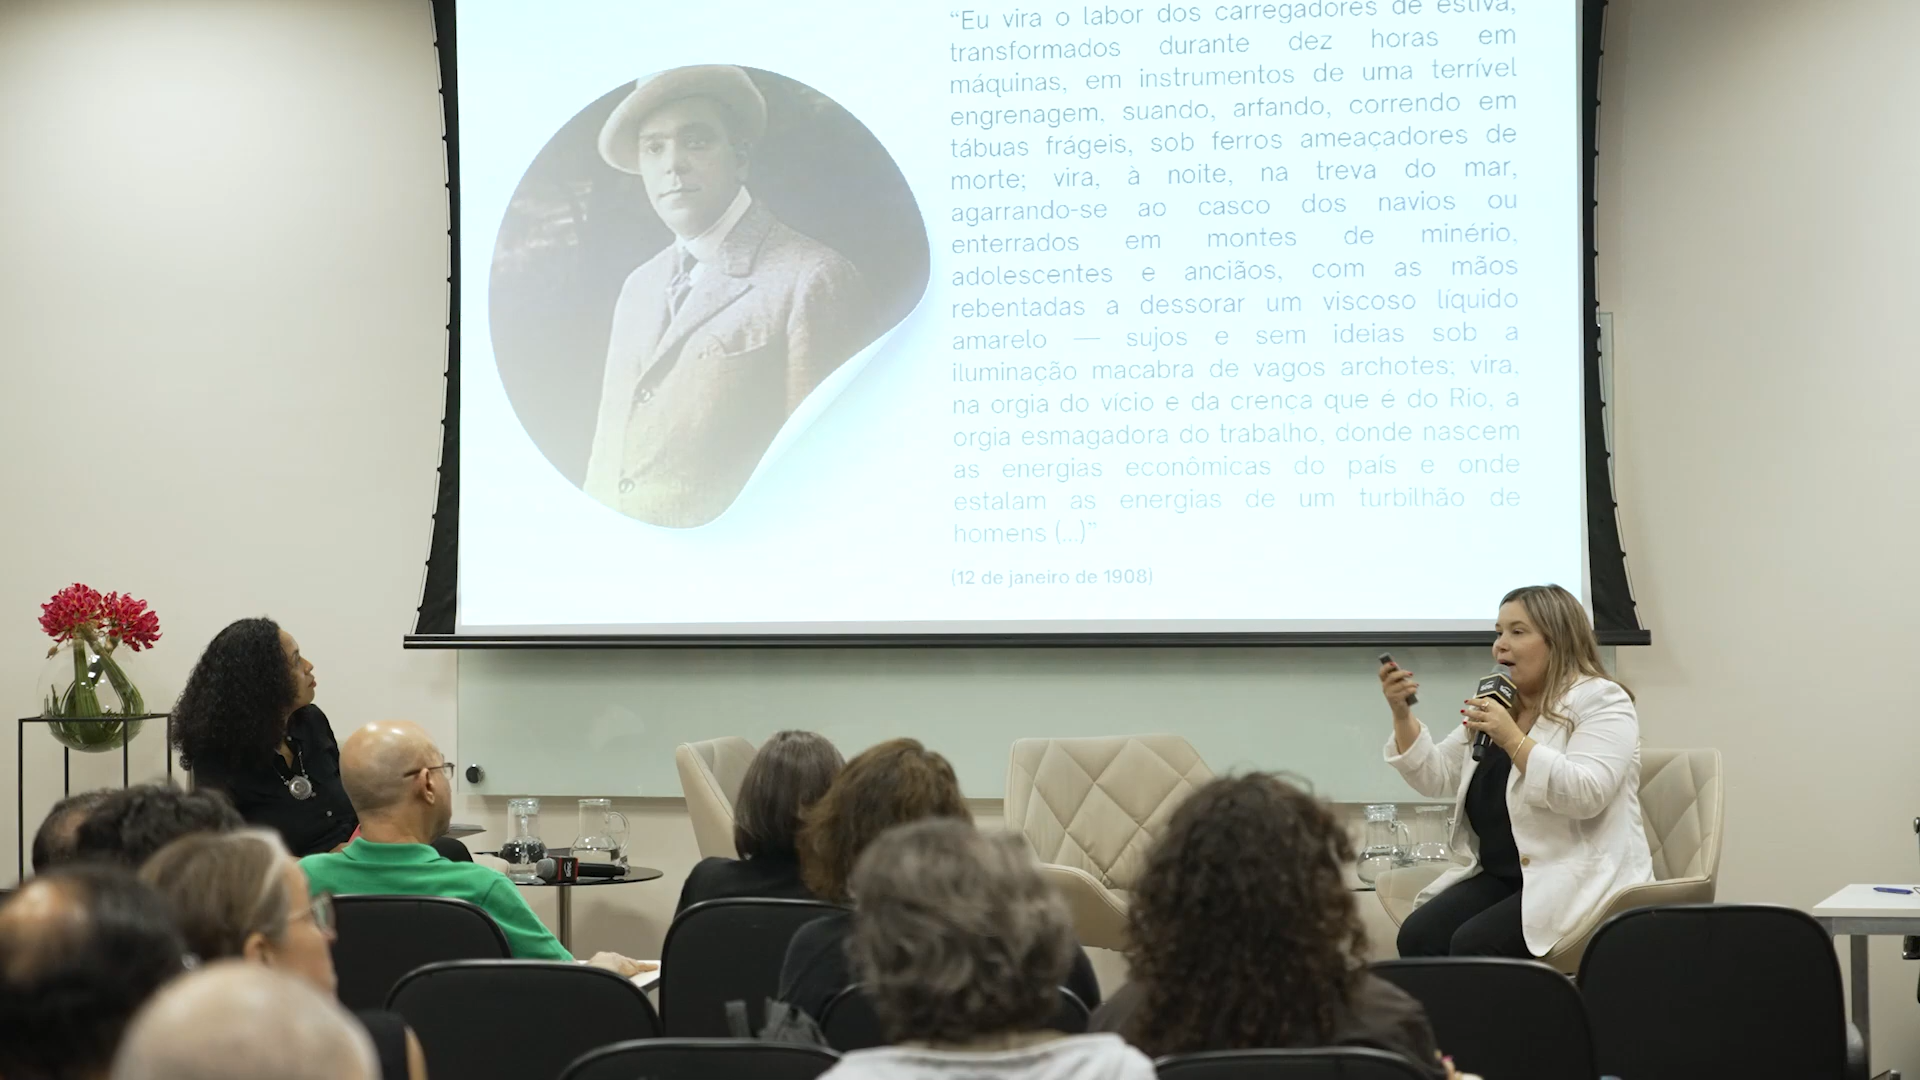 “Eu vira o labor dos carregadores de estiva,
transformados durante dez horas em
máquinas, em instrumentos de uma terrível
engrenagem, suando, arfando, correndo em
tábuas frágeis, sob ferros ameaçadores de
morte; vira, à noite, na treva do mar,
agarrando-se ao casco dos navios ou
enterrados em montes de minério,
adolescentes e anciãos, com as mãos
rebentadas a dessorar um viscoso líquido
amarelo — sujos e sem ideias sob a
iluminação macabra de vagos archotes; vira,
na orgia do vício e da crença que é do Rio, a
orgia esmagadora do trabalho, donde nascem
as energias econômicas do país e onde
estalam as energias de um turbilhão de
homens (...)”
(12 de janeiro de 1908)